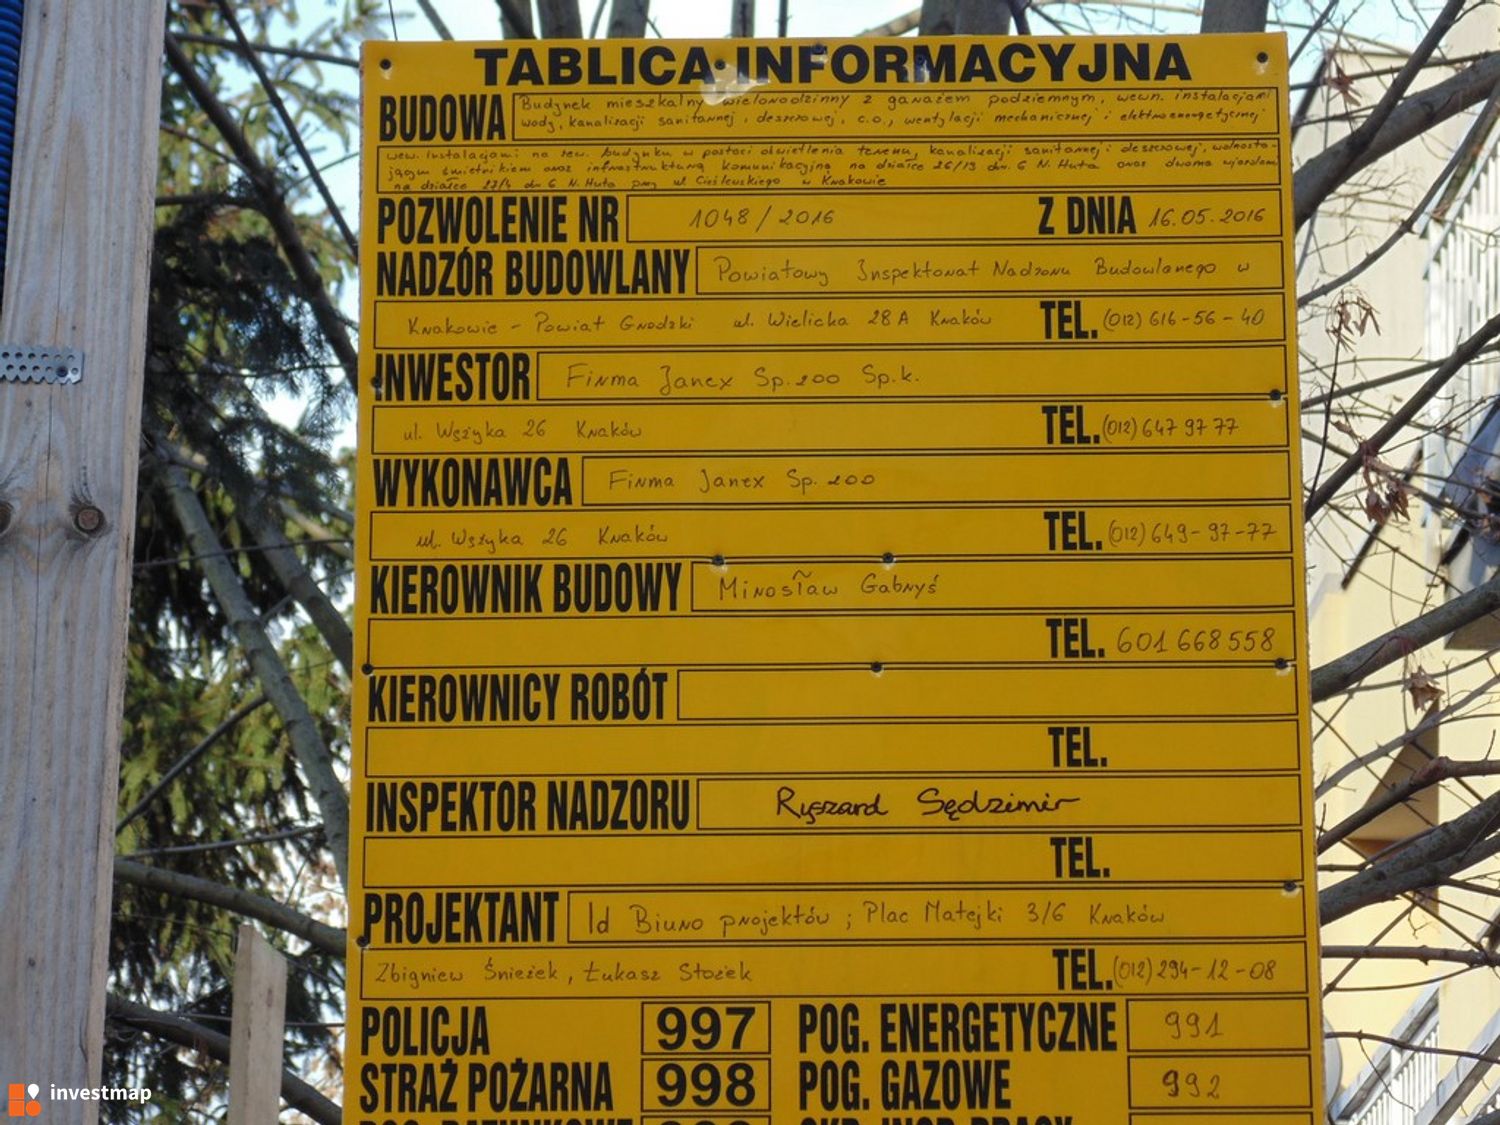 TABLICA INFORMACYJNA
BUDOWA Budynek mieszkalny wielorodzinny z garażem podziemnym, wewn. instalacjami
wody, kanalizacji sanitarnej, deszczowej, c.o., wentylacji mechanicznej i elektroenergetycznej
wew. instalacjami na zew. budynku w postaci oświetlenia terenu, kanalizacji sanitarnej i deszczowej, wolnosto-
jącym śmietnikiem oraz infrastrukturą komunikacyjną na działce 26/13 obr. 6 N. Huta oraz dwoma wjazdami
na działce 27/4 obr 6 N. Huta przy ul Cieślewskiego w Krakowie
POZWOLENIE NR 1048/2016 Z DNIA 16.05.2016
NADZÓR BUDOWLANY Powiatowy Inspektorat Nadzoru Budowlanego w
Krakowie - Powiat Grodzki ul. Wielicka 28A Kraków TEL. (012) 616-56-40
INWESTOR Firma Janex Sp. zoo Sp.k.
ul. Wężyka 26 Kraków TEL. (012) 647 97 77
WYKONAWCA Firma Janex Sp. zoo
ul. Wężyka 26 Kraków TEL. (012) 649-97-77
KIEROWNIK BUDOWY Mirosław Gabryś
TEL. 601 668 558
KIEROWNICY ROBÓT
TEL.
INSPEKTOR NADZORU Ryszard Sędzimir
TEL.
PROJEKTANT Id Biuro projektów ; Plac Matejki 3/6 Kraków
Zbigniew Śnieżek, Łukasz Stożek TEL. (012) 294-12-08
POLICJA 997 POG. ENERGETYCZNE 991
STRAŻ POŻARNA 998 POG. GAZOWE 992
investmap